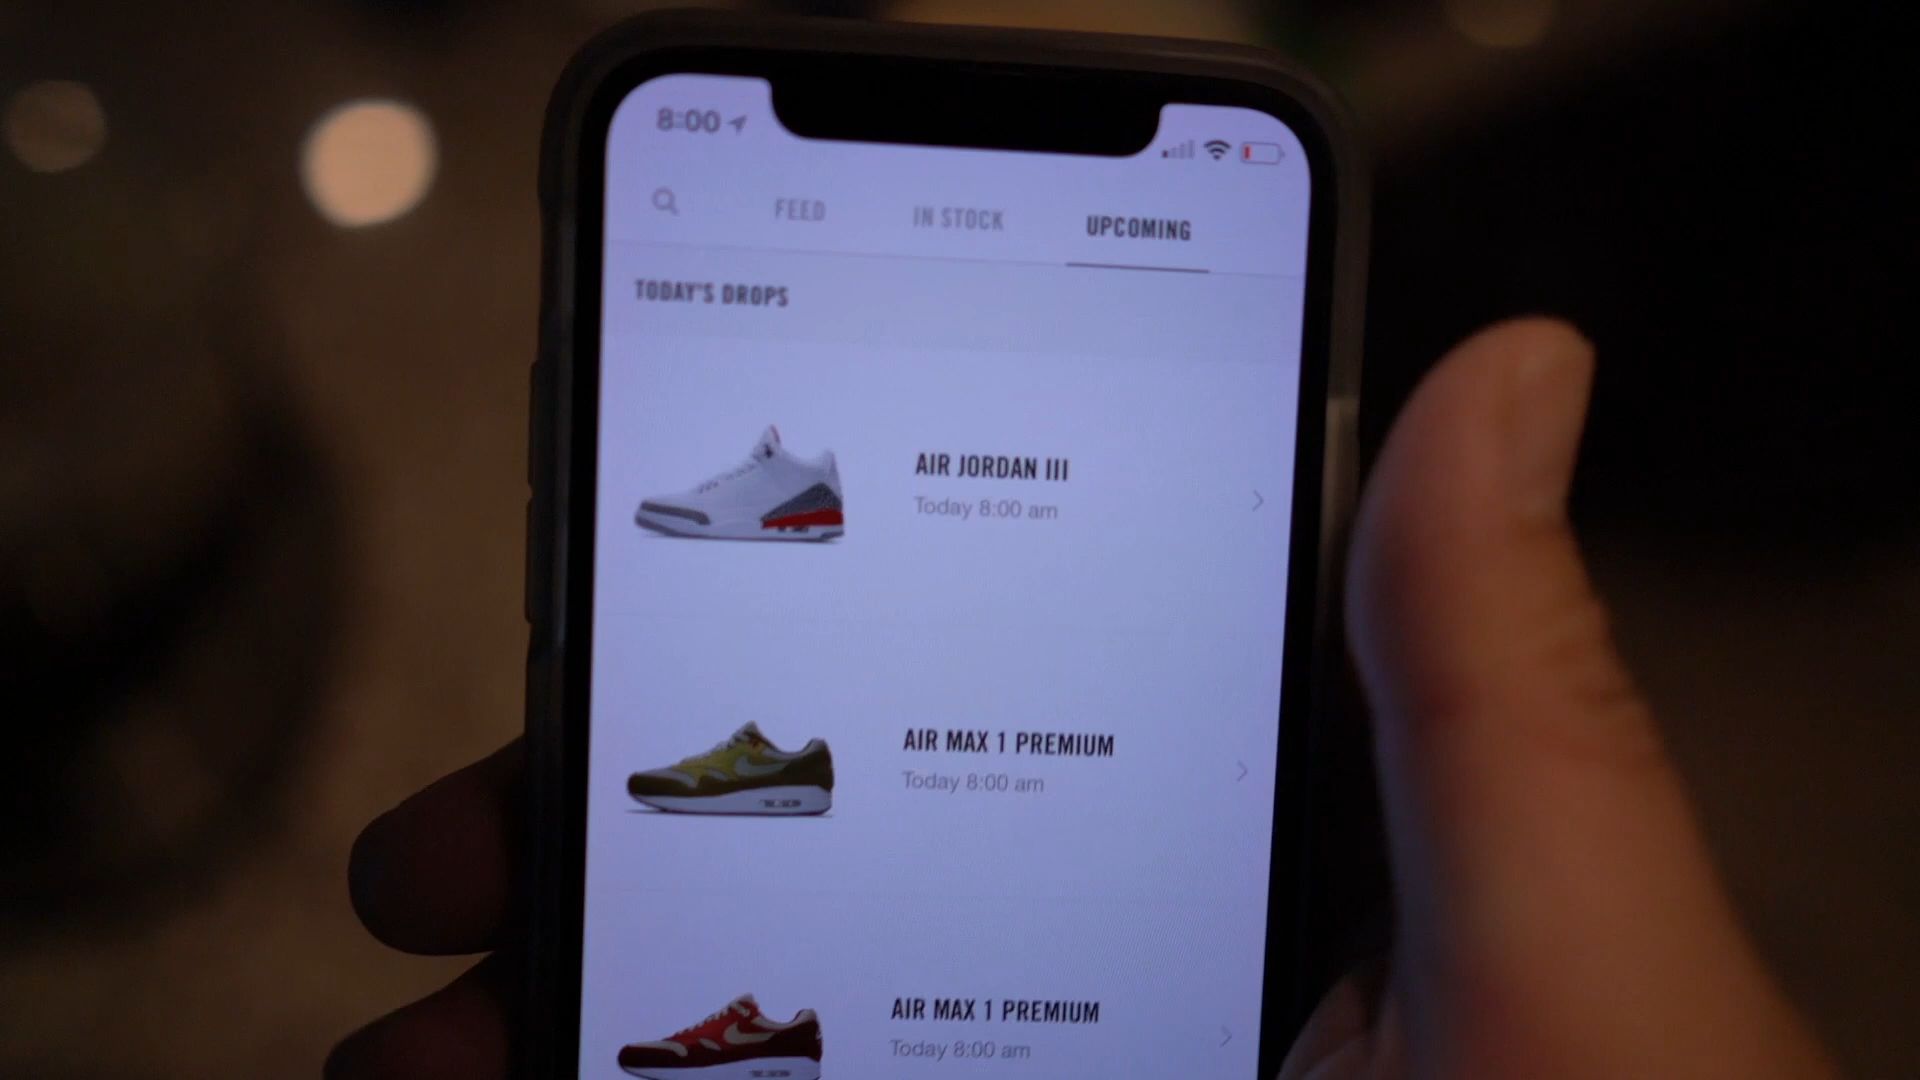 8:00
FEED
IN STOCK
UPCOMING
TODAY'S DROPS
AIR JORDAN III
Today 8:00 am
AIR MAX 1 PREMIUM
Today 8:00 am
AIR MAX 1 PREMIUM
Today 8:00 am